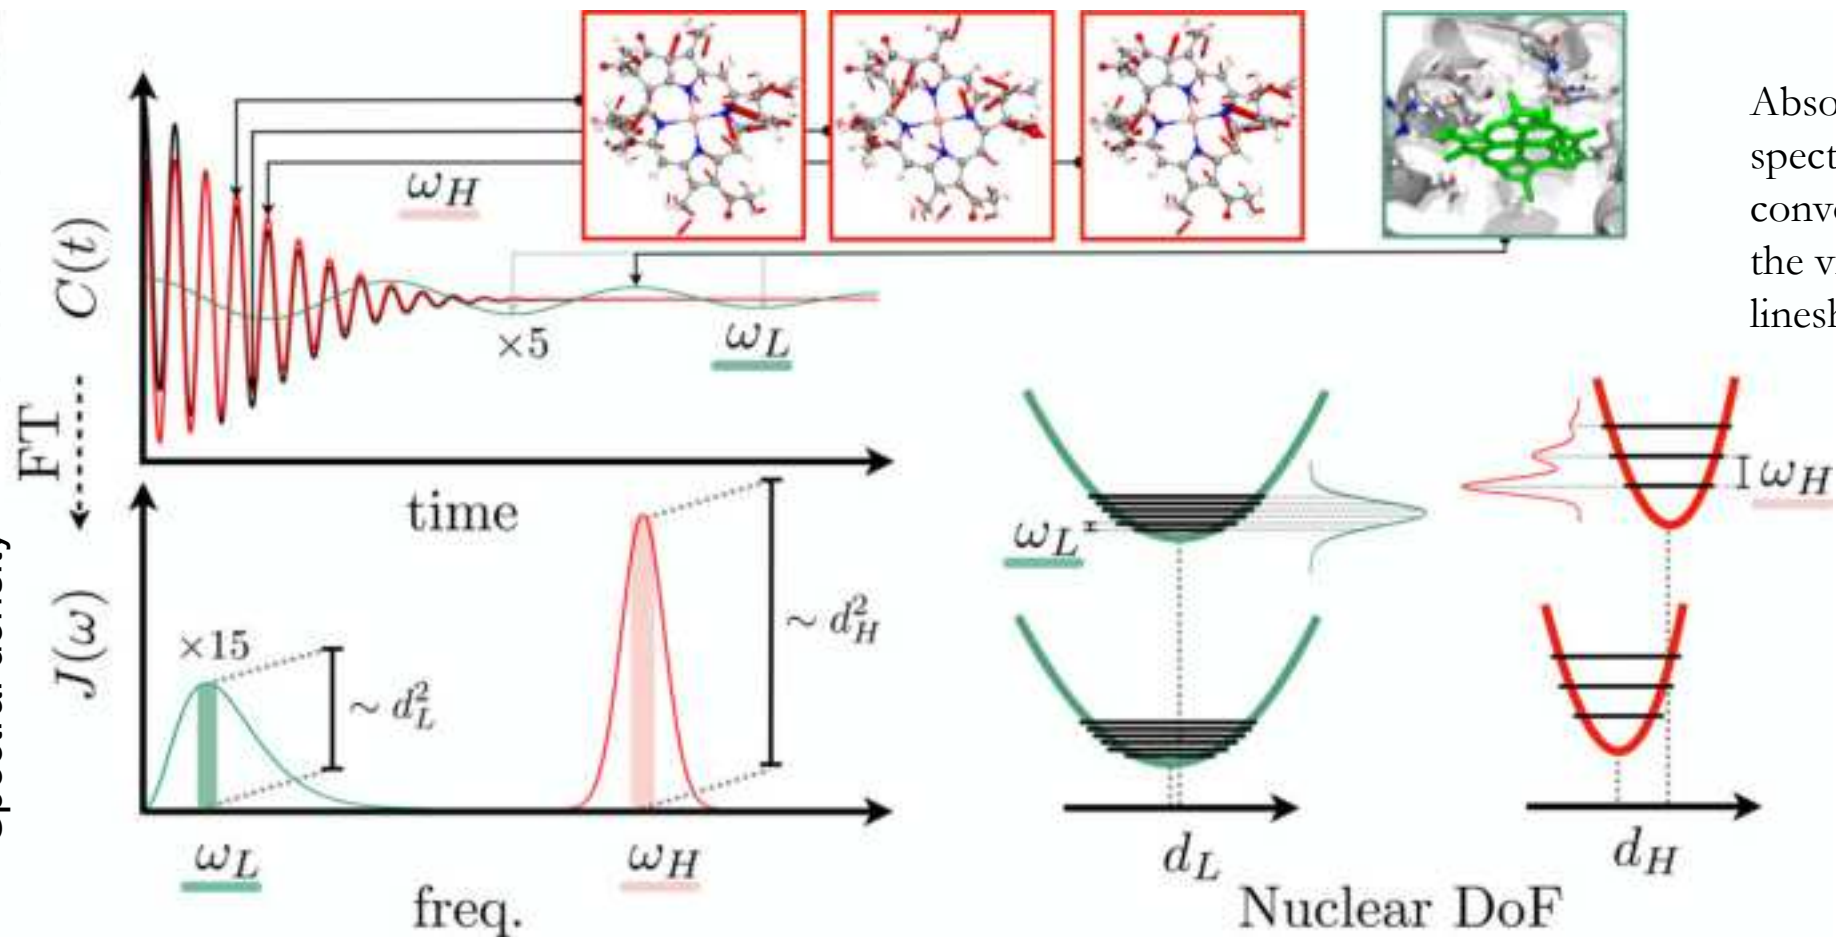 C(t)
ω_H
×5
ω_L
FT
time
J(ω)
×15
~ d_L^2
~ d_H^2
ω_L
ω_H
freq.
ω_L
ω_H
d_L
d_H
Nuclear DoF